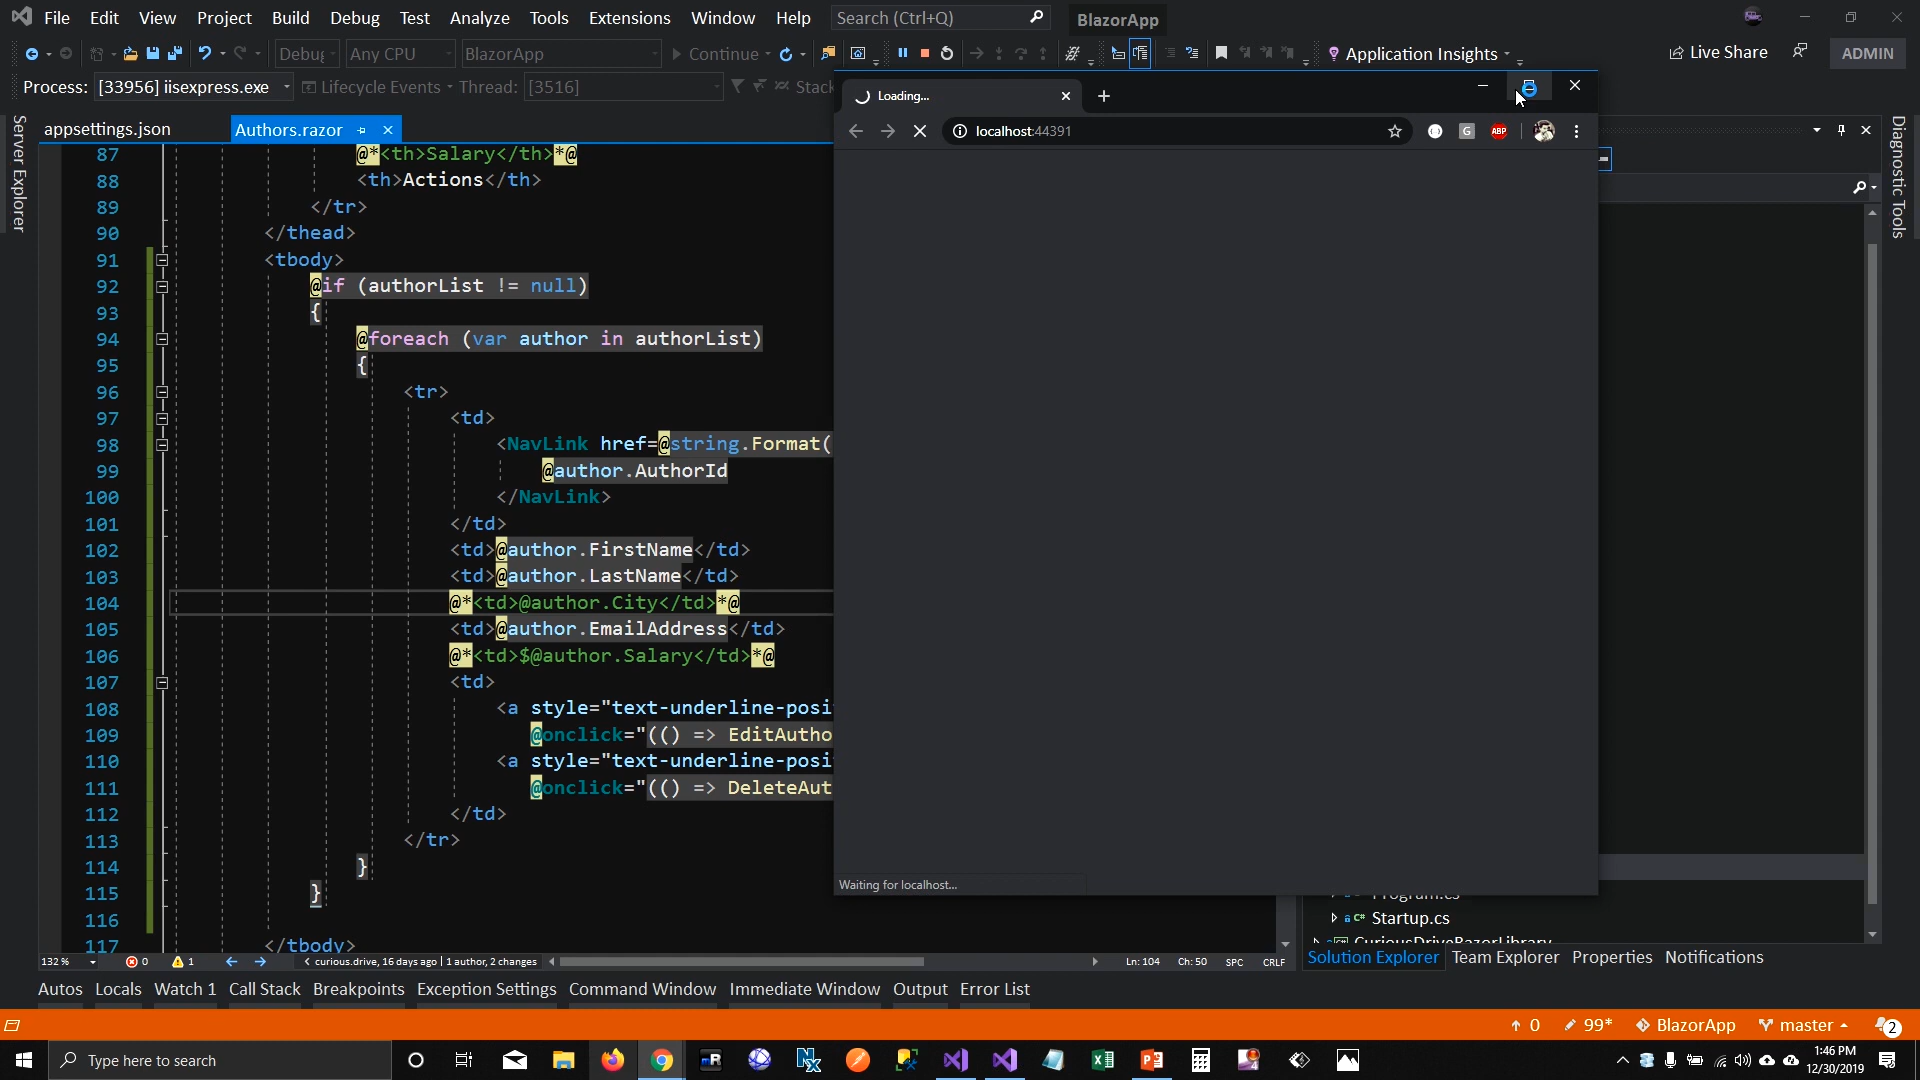 File Edit View Project Build Debug Test Analyze Tools Extensions Window Help Search (Ctrl+Q) BlazorApp
Debug Any CPU BlazorApp Continue Application Insights Live Share ADMIN
Process: [33956] iisexpress.exe Lifecycle Events Thread: [3516] Stack
Loading...
localhost:44391
G ABP
Server Explorer
Diagnostic Tools
appsettings.json Authors.razor
87 @*<th>Salary</th>*@
88 <th>Actions</th>
89 </tr>
90 </thead>
91 <tbody>
92 @if (authorList != null)
93 {
94 @foreach (var author in authorList)
95 {
96 <tr>
97 <td>
98 <NavLink href=@string.Format(
99 @author.AuthorId
100 </NavLink>
101 </td>
102 <td>@author.FirstName</td>
103 <td>@author.LastName</td>
104 @*<td>@author.City</td>*@
105 <td>@author.EmailAddress</td>
106 @*<td>$@author.Salary</td>*@
107 <td>
108 <a style="text-underline-posi
109 @onclick="(() => EditAutho
110 <a style="text-underline-posi
111 @onclick="(() => DeleteAut
112 </td>
113 </tr>
114 }
115 }
116
117 </tbody>
Waiting for localhost...
Program.cs
C# Startup.cs
CuriousDriveRazorLibrary
132 % 0 1 curious.drive, 16 days ago | 1 author, 2 changes Ln: 104 Ch: 50 SPC CRLF
Solution Explorer Team Explorer Properties Notifications
Autos Locals Watch 1 Call Stack Breakpoints Exception Settings Command Window Immediate Window Output Error List
0 99* BlazorApp master 2
Type here to search
1:46 PM
12/30/2019